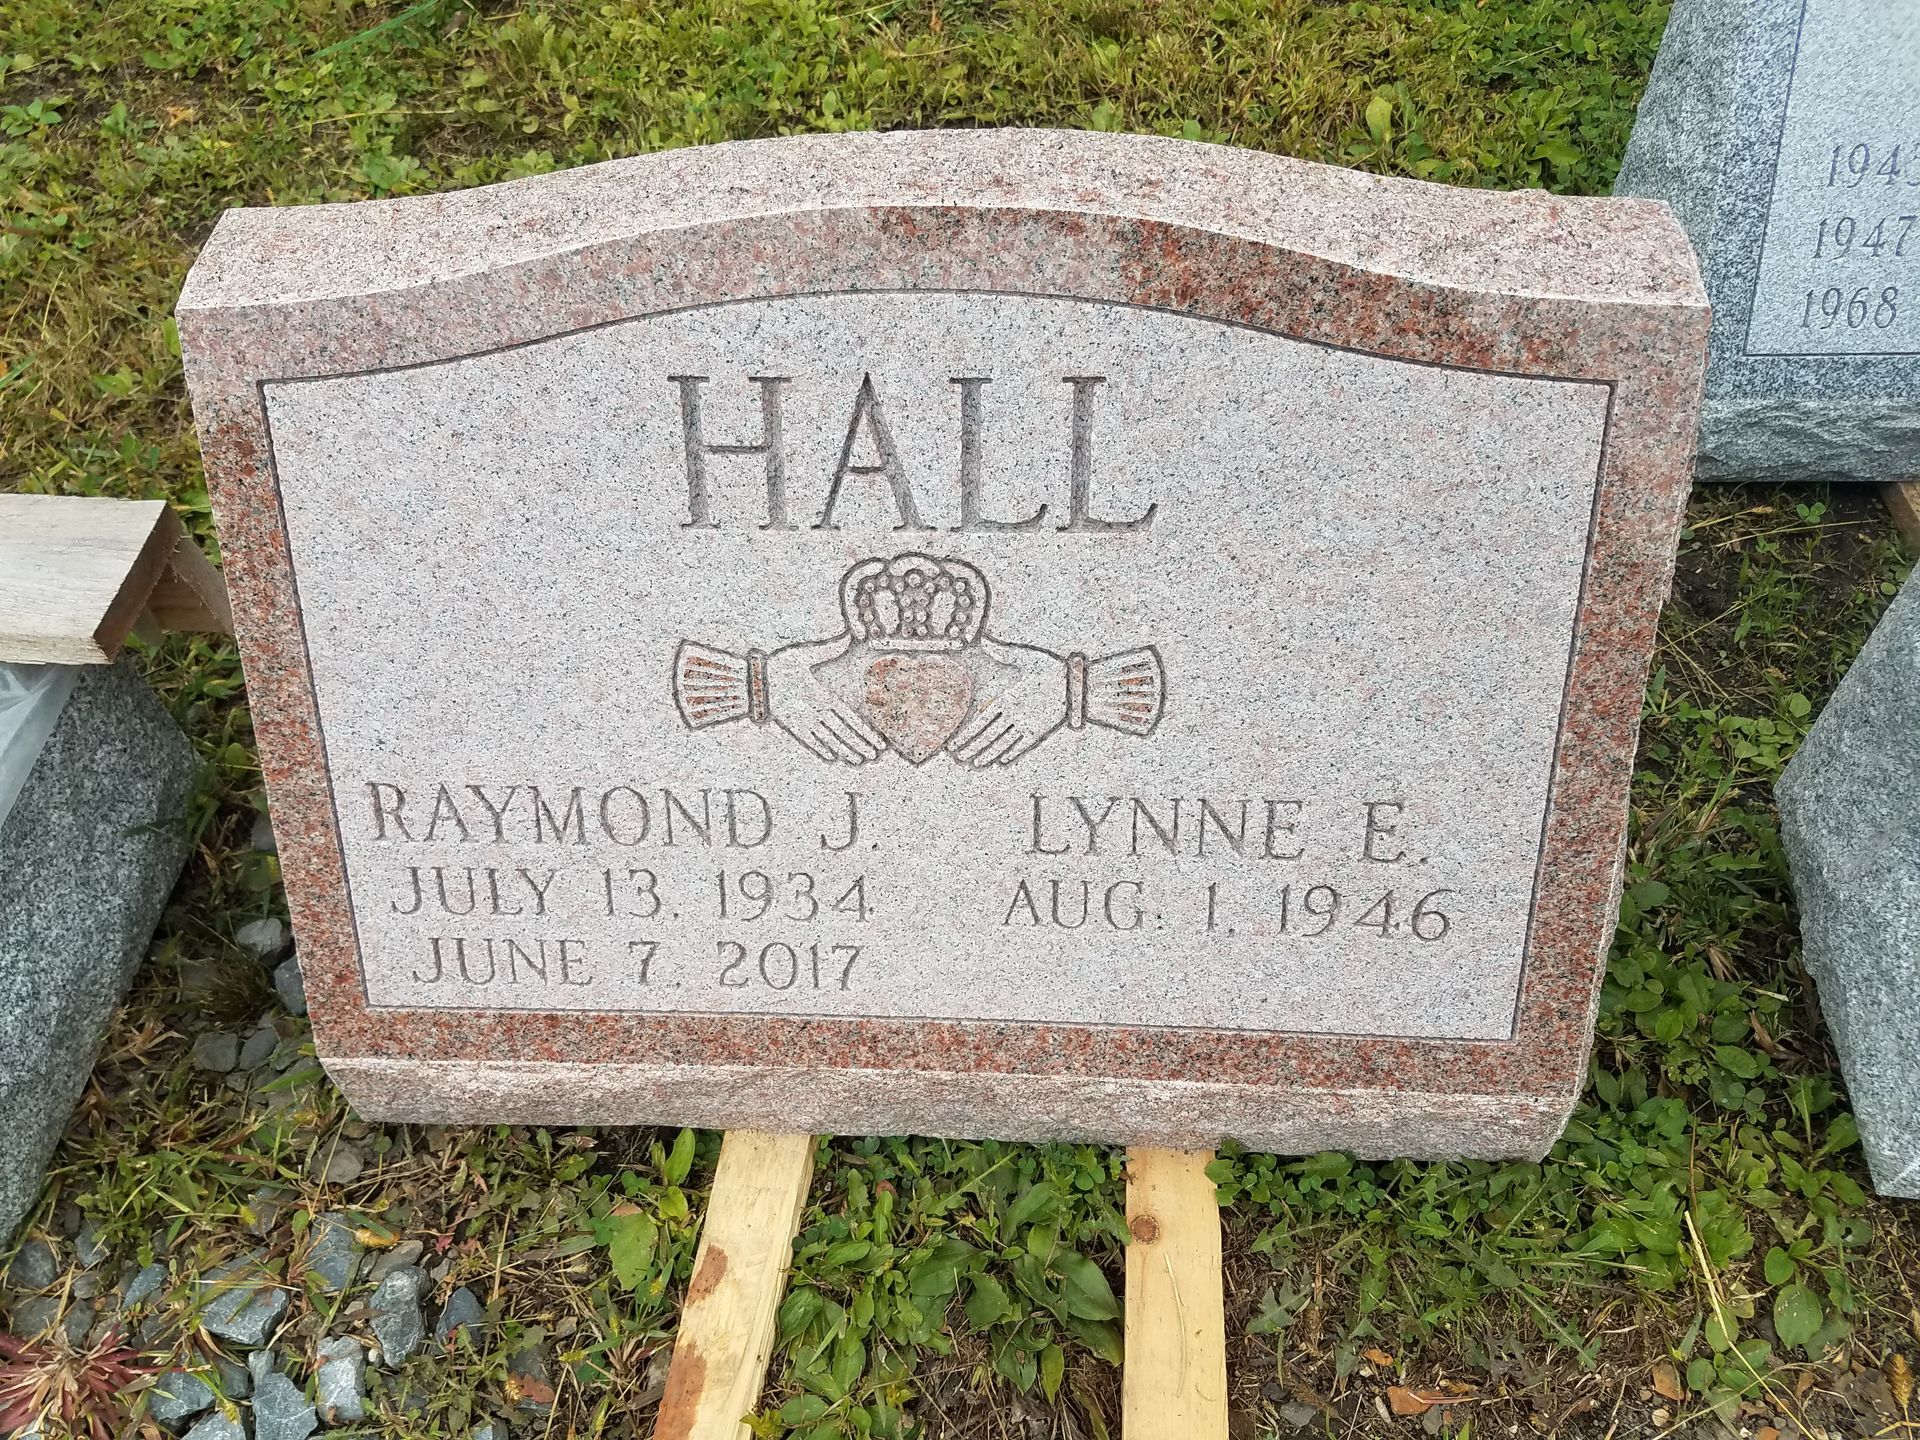 HALL
RAYMOND J.
JULY 13, 1934
JUNE 7, 2017
LYNNE E.
AUG. 1, 1946
1947
1968